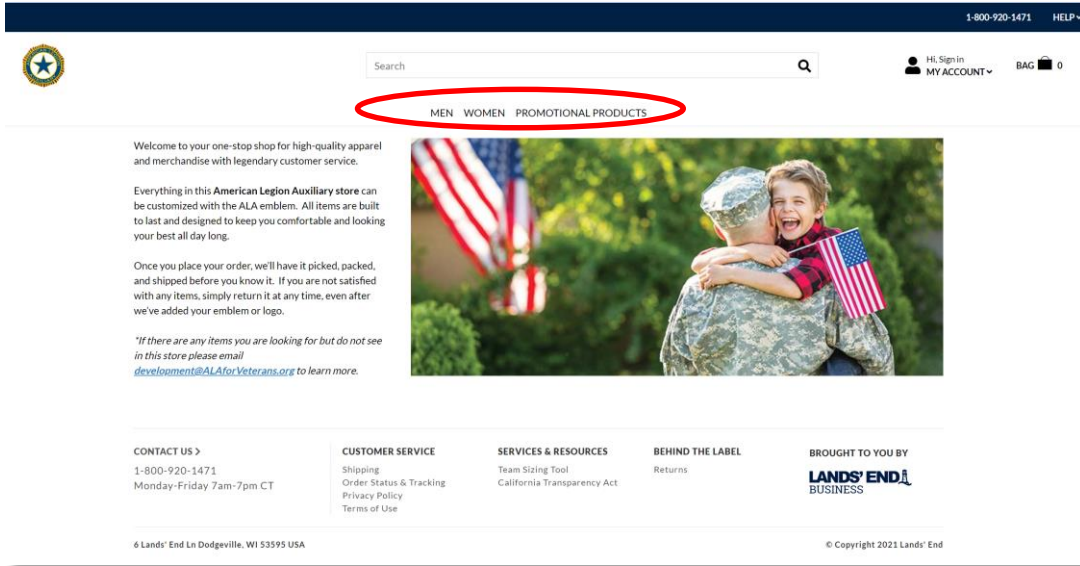 1-800-920-1471 HELP
Search
Hi, Sign in
MY ACCOUNT
BAG 0
MEN WOMEN PROMOTIONAL PRODUCTS
Welcome to your one-stop shop for high-quality apparel
and merchandise with legendary customer service.
Everything in this American Legion Auxiliary store can
be customized with the ALA emblem. All items are built
to last and designed to keep you comfortable and looking
your best all day long.
Once you place your order, we'll have it picked, packed,
and shipped before you know it. If you are not satisfied
with any items, simply return it at any time, even after
we've added your emblem or logo.
*If there are any items you are looking for but do not see
in this store please email
development@ALAforVeterans.org to learn more.
CONTACT US >
1-800-920-1471
Monday-Friday 7am-7pm CT
CUSTOMER SERVICE
Shipping
Order Status & Tracking
Privacy Policy
Terms of Use
SERVICES & RESOURCES
Team Sizing Tool
California Transparency Act
BEHIND THE LABEL
Returns
BROUGHT TO YOU BY
LANDS' END
BUSINESS
6 Lands' End Ln Dodgeville, WI 53595 USA
© Copyright 2021 Lands' End